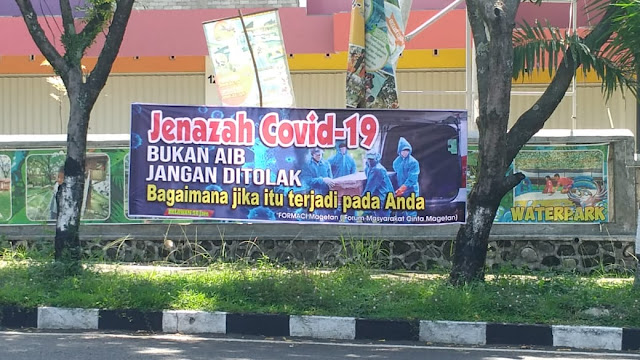 Jenazah Covid-19
BUKAN AIB
JANGAN DITOLAK
Bagaimana jika itu terjadi pada Anda
FORMACI Magetan (Forum Masyarakat Cinta Magetan)
WATERPARK